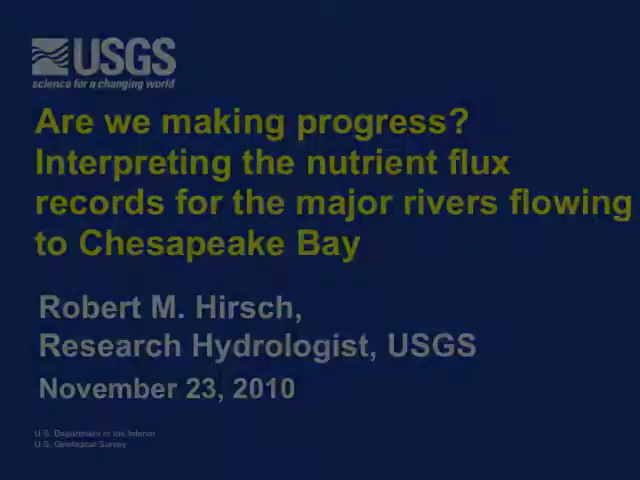 USGS
science for a changing world
Are we making progress?
Interpreting the nutrient flux
records for the major rivers flowing
to Chesapeake Bay
Robert M. Hirsch,
Research Hydrologist, USGS
November 23, 2010
U.S. Department of the Interior
U.S. Geological Survey